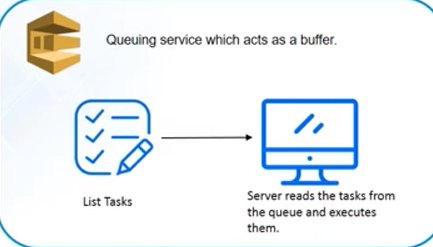 Queuing service which acts as a buffer.
List Tasks
Server reads the tasks from
the queue and executes
them.